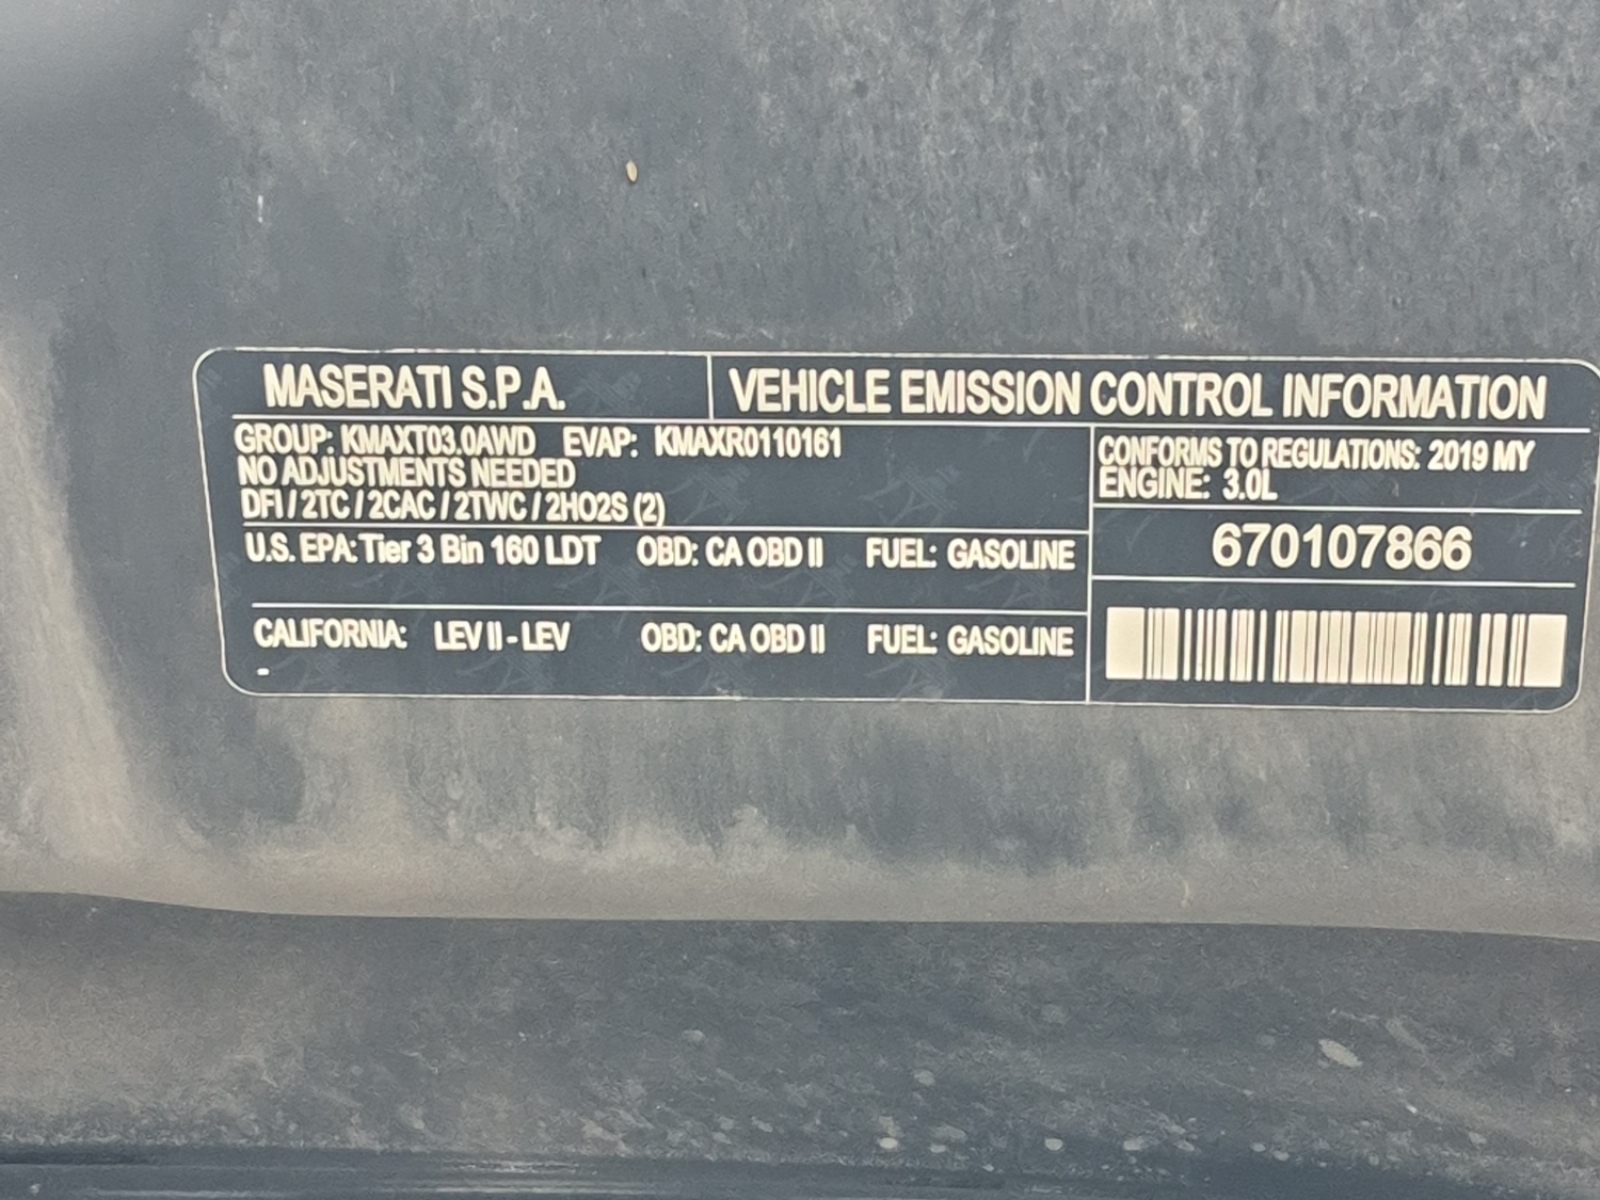 MASERATI S.P.A. VEHICLE EMISSION CONTROL INFORMATION
GROUP: KMAXT03.0AWD EVAP: KMAXR0110161
NO ADJUSTMENTS NEEDED
DFI / 2TC / 2CAC / 2TWC / 2HO2S (2)
CONFORMS TO REGULATIONS: 2019 MY
ENGINE: 3.0L
670107866
U.S. EPA: Tier 3 Bin 160 LDT OBD: CA OBD II FUEL: GASOLINE
CALIFORNIA: LEV II - LEV OBD: CA OBD II FUEL: GASOLINE
-